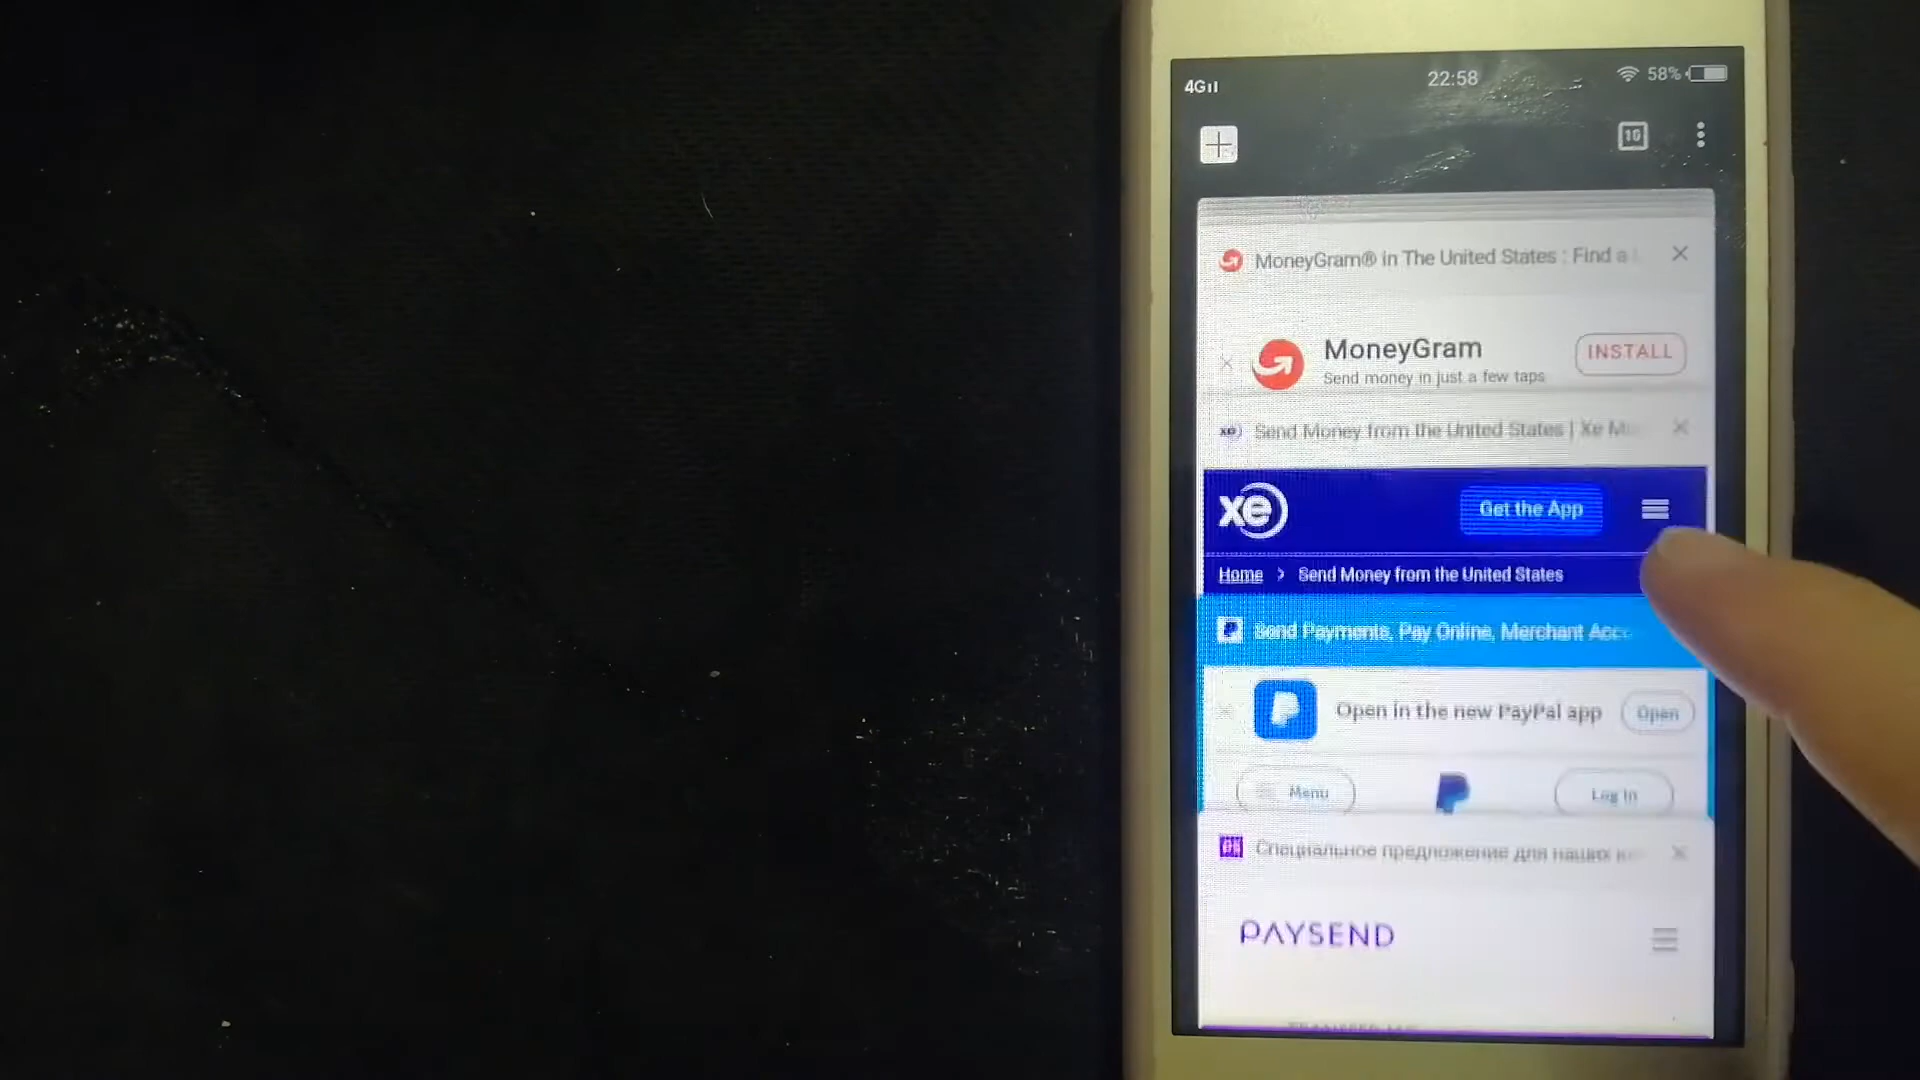 4G
22:58
58%
10
MoneyGram® in The United States : Find a
MoneyGram
Send money in just a few taps
INSTALL
xe Send Money from the United States | Xe
xe
Get the App
Home > Send Money from the United States
Send Payments, Pay Online, Merchant
Open in the new PayPal app
Open
Menu
Log In
Специальное предложение для наших
PAYSEND